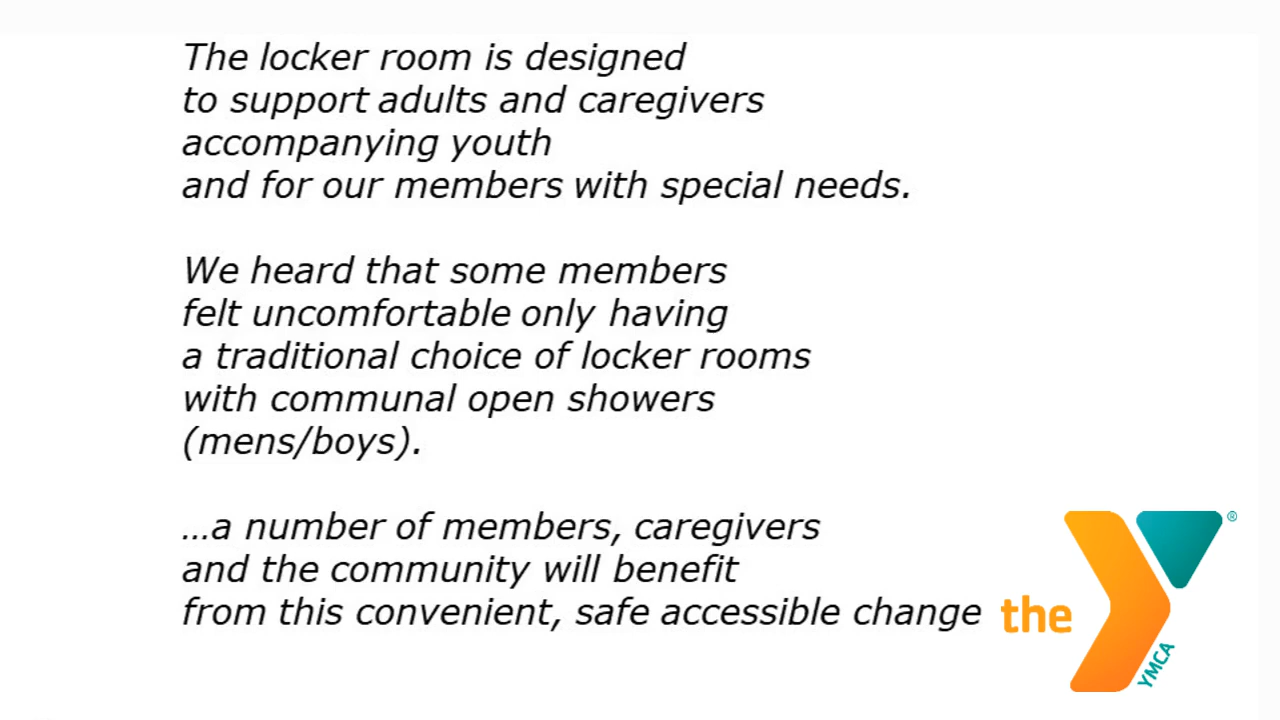 The locker room is designed
to support adults and caregivers
accompanying youth
and for our members with special needs.
We heard that some members
felt uncomfortable only having
a traditional choice of locker rooms
with communal open showers
(mens/boys).
…a number of members, caregivers
and the community will benefit
from this convenient, safe accessible change
the
YMCA
®